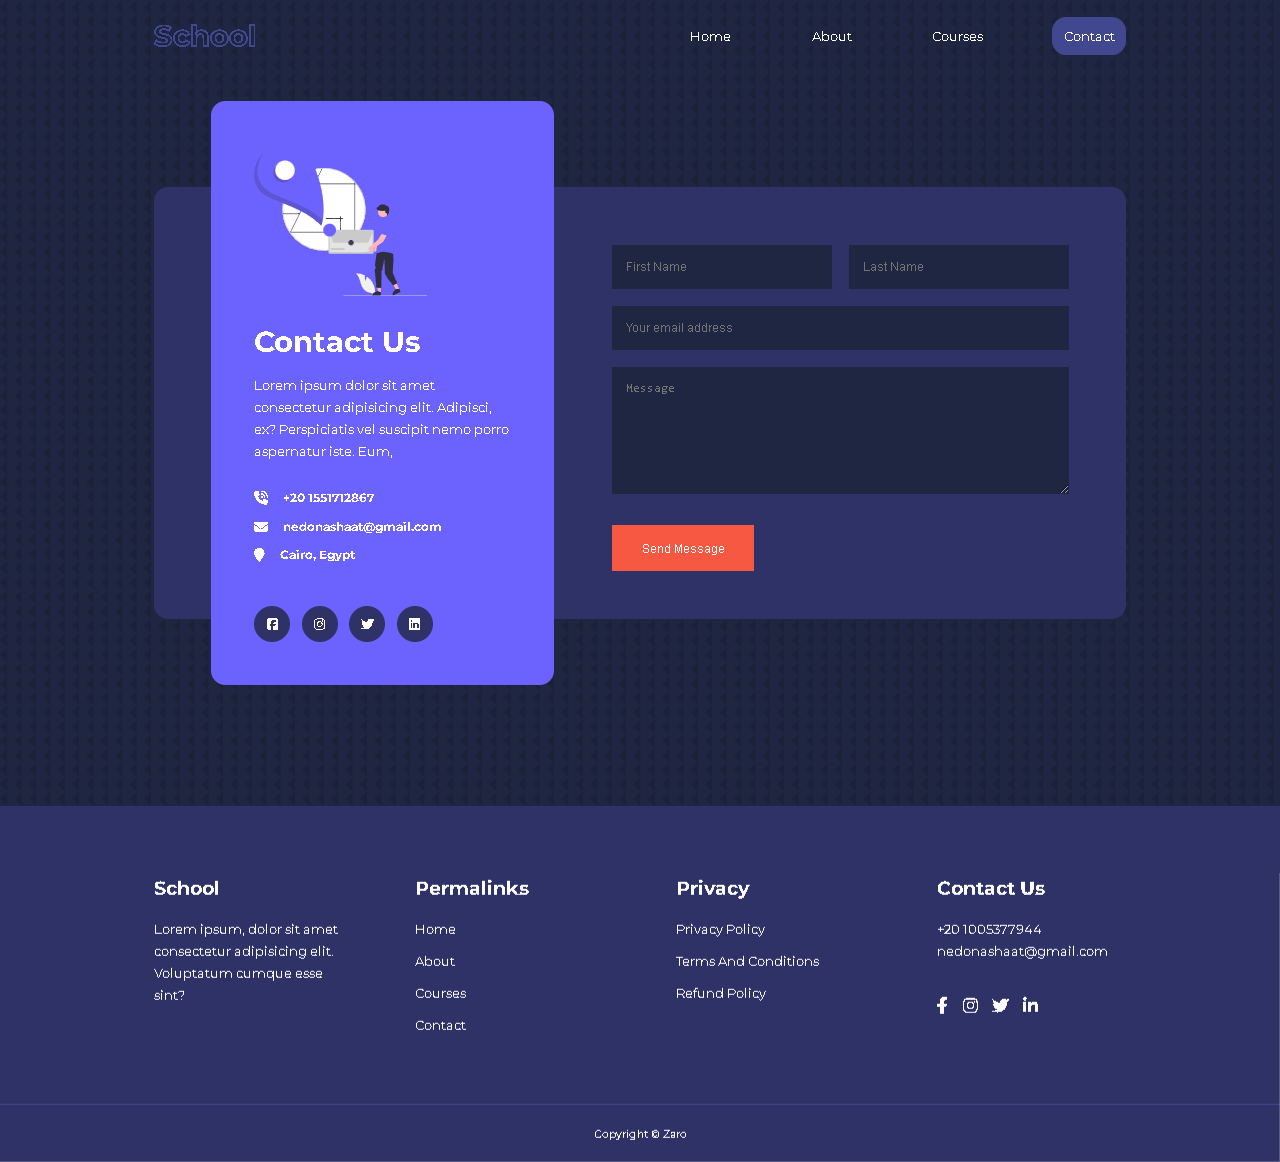 School
Home
About
Courses
Contact
First Name
Last Name
Your email address
Message
Send Message
Contact Us
Lorem ipsum dolor sit amet
consectetur adipisicing elit. Adipisci,
ex? Perspiciatis vel suscipit nemo porro
aspernatur iste. Eum,
+20 1551712867
nedonashaat@gmail.com
Cairo, Egypt
School
Lorem ipsum, dolor sit amet
consectetur adipisicing elit.
Voluptatum cumque esse
sint?
Permalinks
Home
About
Courses
Contact
Privacy
Privacy Policy
Terms And Conditions
Refund Policy
Contact Us
+20 1005377944
nedonashaat@gmail.com
Copyright © Zaro